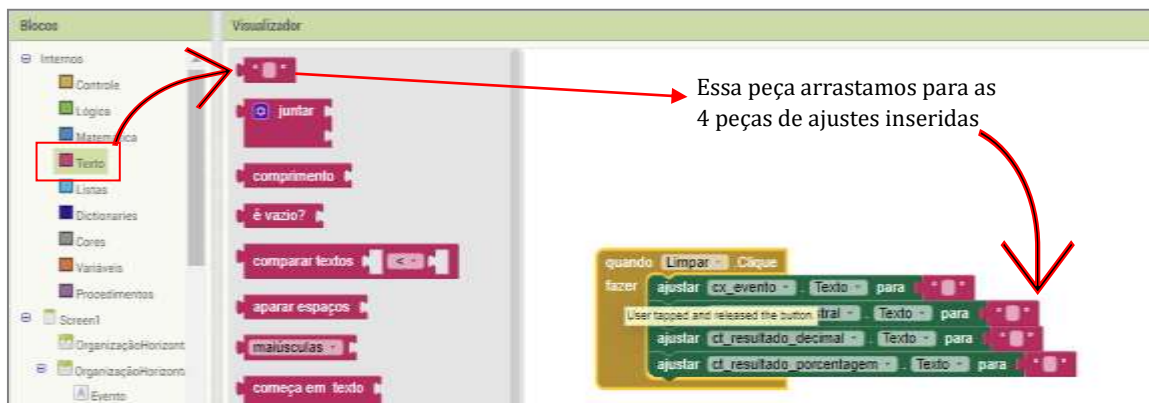 Blocos
Visualizador
Internos
Controle
Lógica
Matemática
Texto
Listas
Dictionaries
Cores
Variáveis
Procedimentos
Screen1
OrganizaçãoHorizont
OrganizaçãoHorizont
Evento
" "
juntar
comprimento
é vazio?
comparar textos <
aparar espaços
maiúsculas
começa em texto
Essa peça arrastamos para as
4 peças de ajustes inseridas
quando Limpar .Clique
fazer ajustar cx_evento . Texto para " "
User tapped and released the button. tral . Texto para " "
ajustar ct_resultado_decimal . Texto para " "
ajustar ct_resultado_porcentagem . Texto para " "